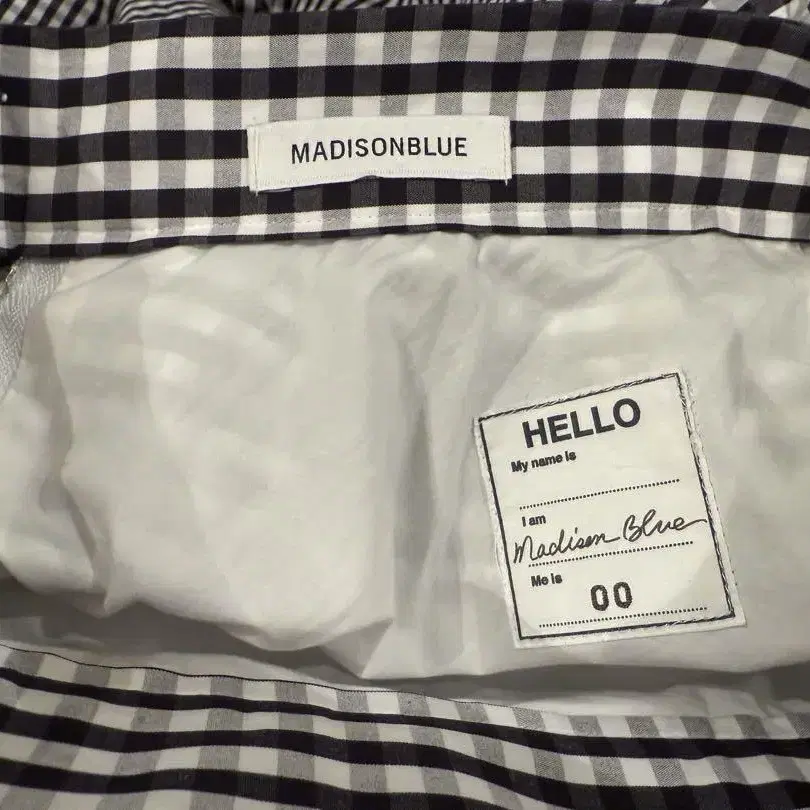 MADISONBLUE
HELLO
My name is
I am
Madison Blue
Me is
00